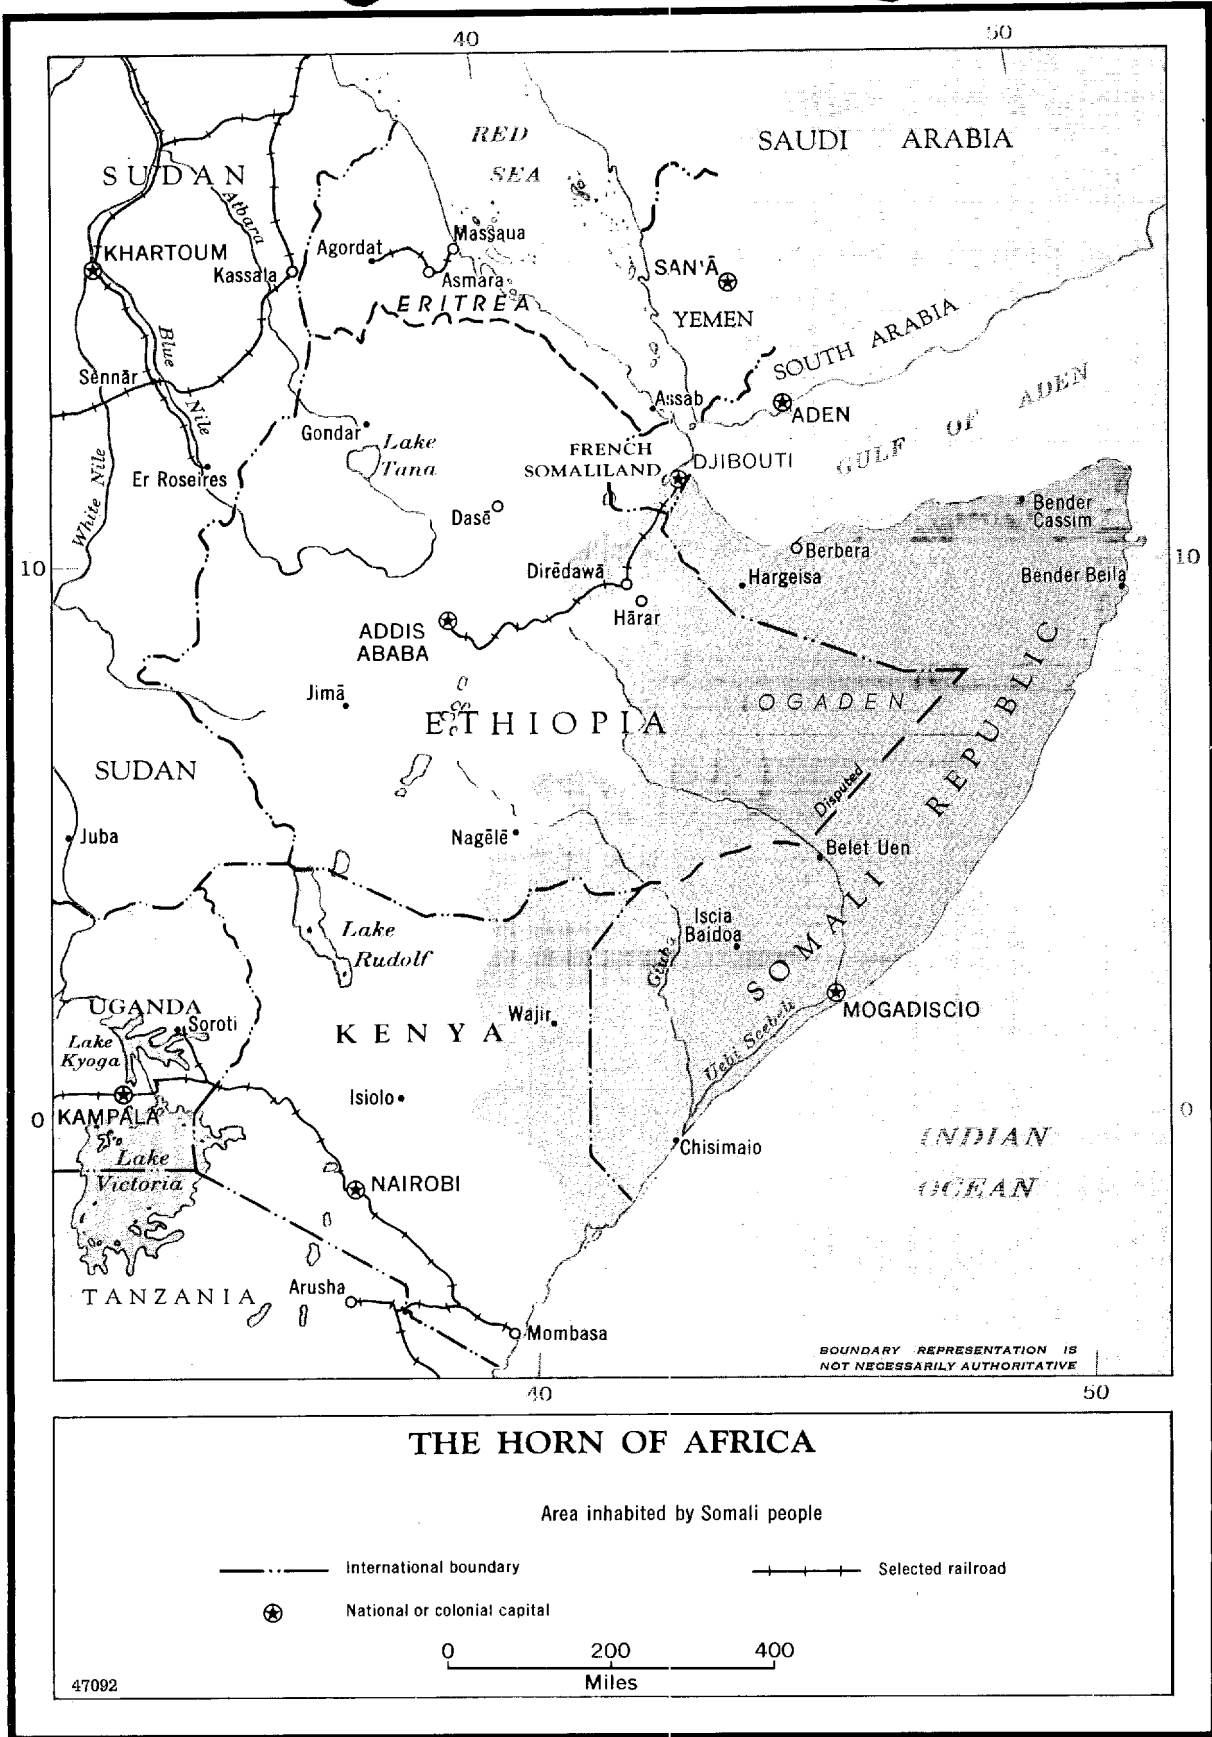 40
50
RED
SEA
SAUDI ARABIA
SUDAN
Atbara
KHARTOUM
Kassala
Agordat
Massaua
Asmara
ERITREA
SAN'Ā
YEMEN
SOUTH ARABIA
Blue Nile
Sennār
Assab
ADEN
GULF OF ADEN
Gondar
Lake
Tana
FRENCH
SOMALILAND
DJIBOUTI
White Nile
Er Roseires
Dasē
Bender
Cassim
10
Berbera
10
Dirēdawā
Hargeisa
Bender Beila
Hārar
ADDIS
ABABA
Jimā
OGADEN
ETHIOPIA
SUDAN
Disputed
SOMALI REPUBLIC
Juba
Nagēlē
Belet Uen
Iscia
Baidoa
Lake
Rudolf
Giuba
UGANDA
Soroti
Wajir
MOGADISCIO
KENYA
Lake
Kyoga
Uebi Scebeli
Isiolo
0
KAMPALA
0
Chisimaio
INDIAN
OCEAN
Lake
Victoria
NAIROBI
TANZANIA
Arusha
Mombasa
BOUNDARY REPRESENTATION IS
NOT NECESSARILY AUTHORITATIVE
40
50
THE HORN OF AFRICA
Area inhabited by Somali people
International boundary
Selected railroad
National or colonial capital
0 200 400
Miles
47092